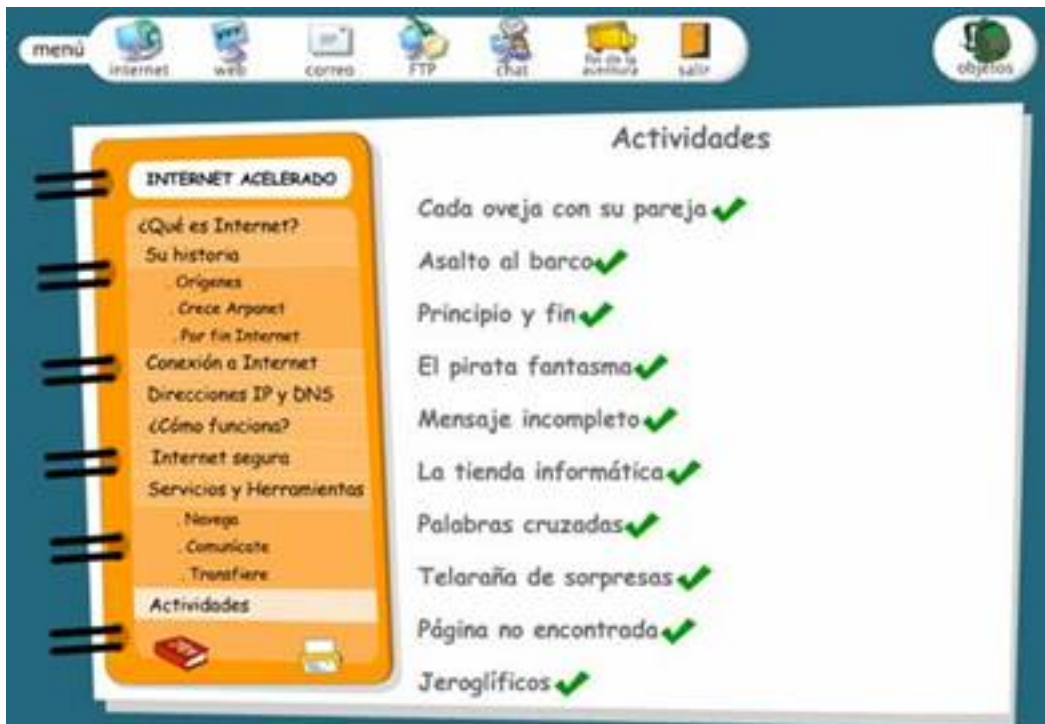 menú
internet
web
correo
FTP
chat
fin de la
aventura
salir
objetos
INTERNET ACELERADO
¿Qué es Internet?
Su historia
. Orígenes
. Crece Arpanet
. Por fin Internet
Conexión a Internet
Direcciones IP y DNS
¿Cómo funciona?
Internet segura
Servicios y Herramientas
. Navega
. Comunícate
. Transfiere
Actividades
Actividades
Cada oveja con su pareja
Asalto al barco
Principio y fin
El pirata fantasma
Mensaje incompleto
La tienda informática
Palabras cruzadas
Telaraña de sorpresas
Página no encontrada
Jeroglíficos